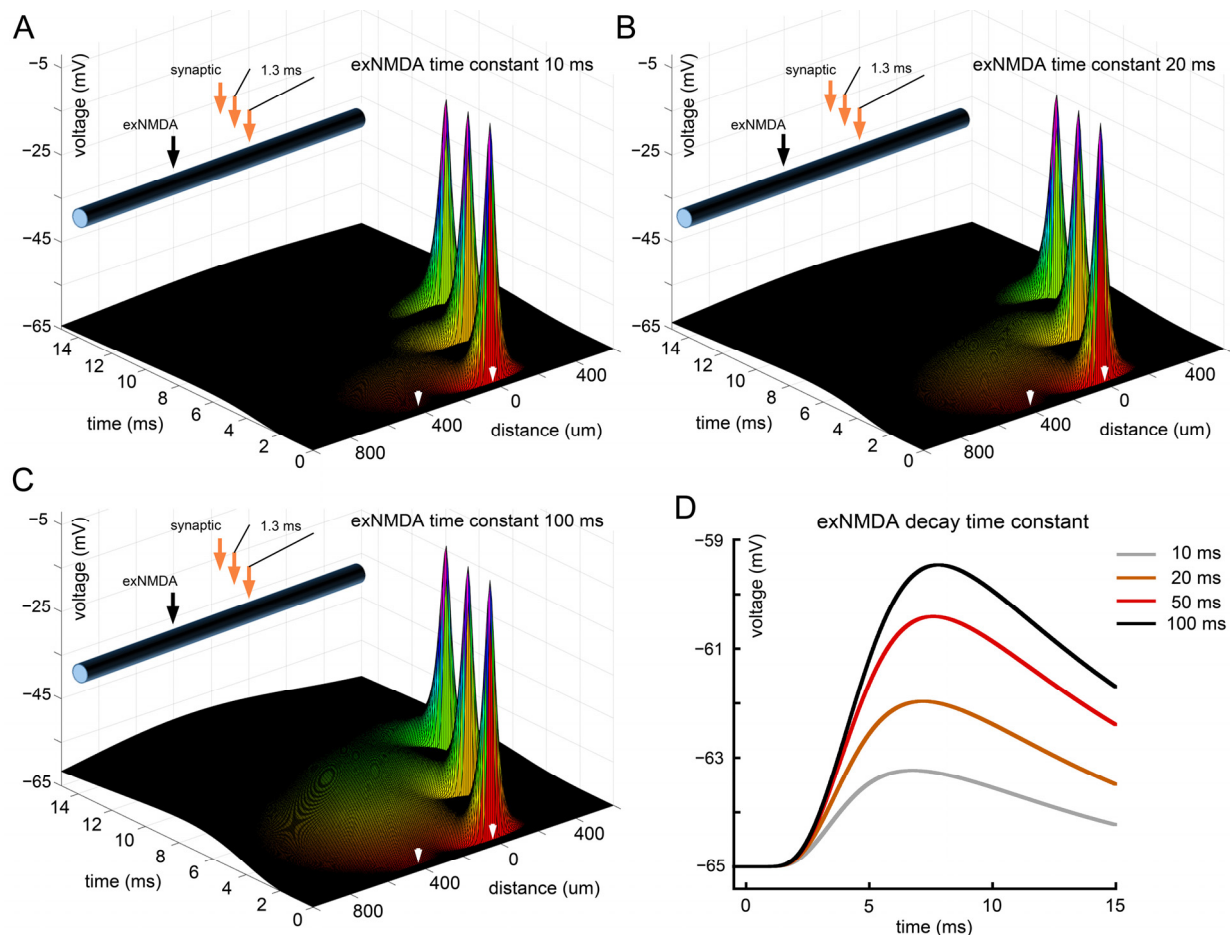 A
exNMDA time constant 10 ms
synaptic
1.3 ms
exNMDA
voltage (mV)
−5
−25
−45
−65
14
12
10
8
6
4
2
0
time (ms)
800
400
0
400
distance (um)
B
exNMDA time constant 20 ms
synaptic
1.3 ms
exNMDA
voltage (mV)
−5
−25
−45
−65
14
12
10
8
6
4
2
0
time (ms)
800
400
0
400
distance (um)
C
exNMDA time constant 100 ms
synaptic
1.3 ms
exNMDA
voltage (mV)
−5
−25
−45
−65
14
12
10
8
6
4
2
0
time (ms)
800
400
0
400
distance (um)
D
exNMDA decay time constant
voltage (mV)
−59
−61
−63
−65
10 ms
20 ms
50 ms
100 ms
0
5
10
15
time (ms)